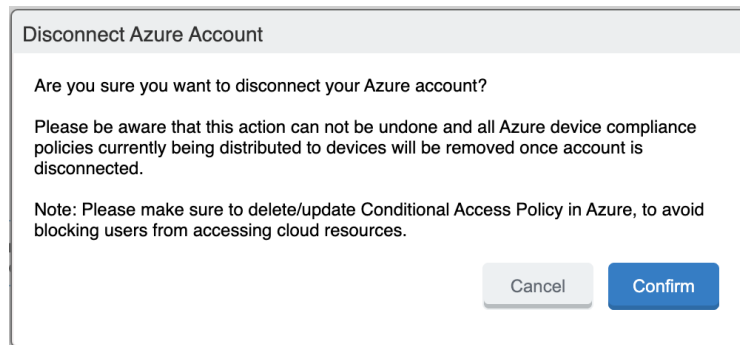 Disconnect Azure Account
Are you sure you want to disconnect your Azure account?
Please be aware that this action can not be undone and all Azure device compliance
policies currently being distributed to devices will be removed once account is
disconnected.
Note: Please make sure to delete/update Conditional Access Policy in Azure, to avoid
blocking users from accessing cloud resources.
Cancel Confirm